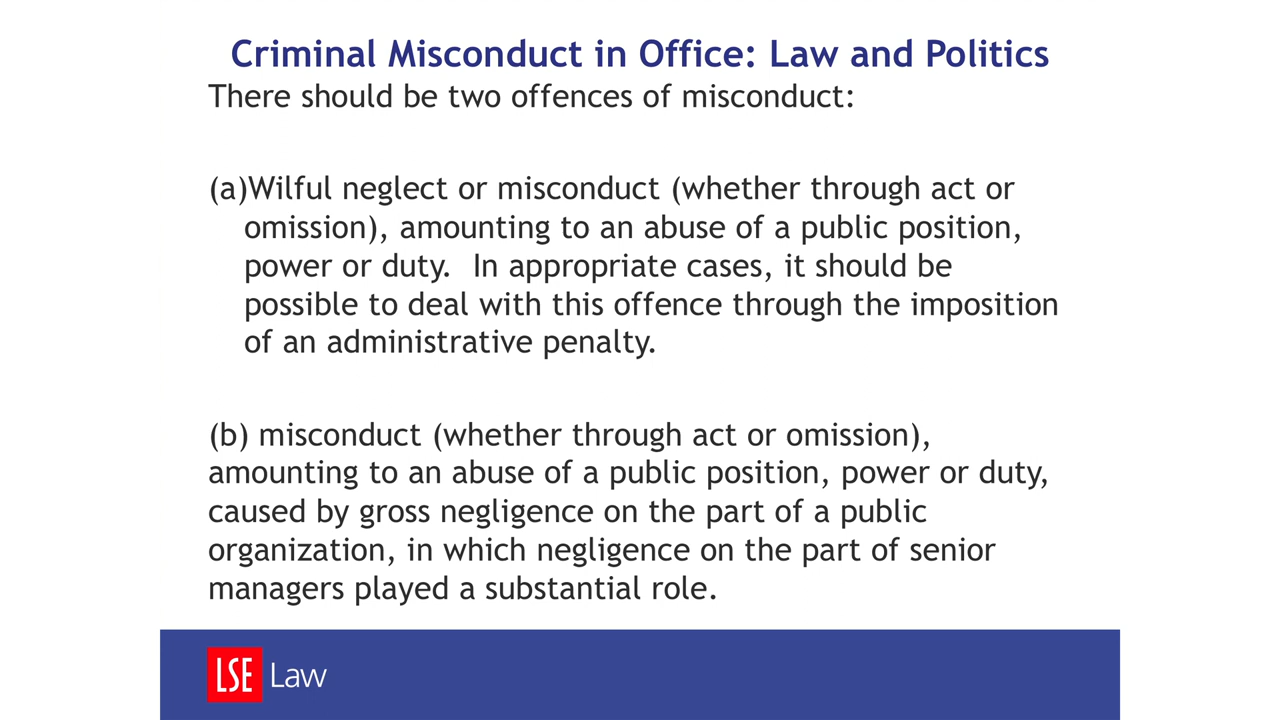 Criminal Misconduct in Office: Law and Politics
There should be two offences of misconduct:
(a)Wilful neglect or misconduct (whether through act or
omission), amounting to an abuse of a public position,
power or duty.  In appropriate cases, it should be
possible to deal with this offence through the imposition
of an administrative penalty.
(b) misconduct (whether through act or omission),
amounting to an abuse of a public position, power or duty,
caused by gross negligence on the part of a public
organization, in which negligence on the part of senior
managers played a substantial role.
LSE Law